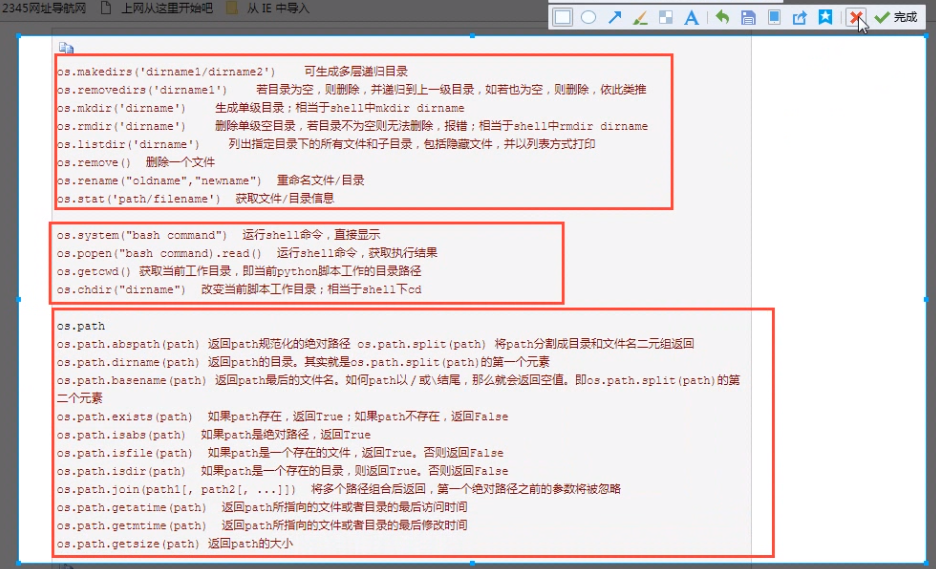 2345网址导航网 上网从这里开始吧 从 IE 中导入
完成
os.makedirs('dirname1/dirname2') 可生成多层递归目录
os.removedirs('dirname1') 若目录为空，则删除，并递归到上一级目录，如若也为空，则删除，依此类推
os.mkdir('dirname') 生成单级目录；相当于shell中mkdir dirname
os.rmdir('dirname') 删除单级空目录，若目录不为空则无法删除，报错；相当于shell中rmdir dirname
os.listdir('dirname') 列出指定目录下的所有文件和子目录，包括隐藏文件，并以列表方式打印
os.remove() 删除一个文件
os.rename("oldname","newname") 重命名文件/目录
os.stat('path/filename') 获取文件/目录信息
os.system("bash command") 运行shell命令，直接显示
os.popen("bash command).read() 运行shell命令，获取执行结果
os.getcwd() 获取当前工作目录，即当前python脚本工作的目录路径
os.chdir("dirname") 改变当前脚本工作目录；相当于shell下cd
os.path
os.path.abspath(path) 返回path规范化的绝对路径 os.path.split(path) 将path分割成目录和文件名二元组返回
os.path.dirname(path) 返回path的目录。其实就是os.path.split(path)的第一个元素
os.path.basename(path) 返回path最后的文件名。如何path以／或\结尾，那么就会返回空值。即os.path.split(path)的第
二个元素
os.path.exists(path) 如果path存在，返回True；如果path不存在，返回False
os.path.isabs(path) 如果path是绝对路径，返回True
os.path.isfile(path) 如果path是一个存在的文件，返回True。否则返回False
os.path.isdir(path) 如果path是一个存在的目录，则返回True。否则返回False
os.path.join(path1[, path2[, ...]]) 将多个路径组合后返回，第一个绝对路径之前的参数将被忽略
os.path.getatime(path) 返回path所指向的文件或者目录的最后访问时间
os.path.getmtime(path) 返回path所指向的文件或者目录的最后修改时间
os.path.getsize(path) 返回path的大小